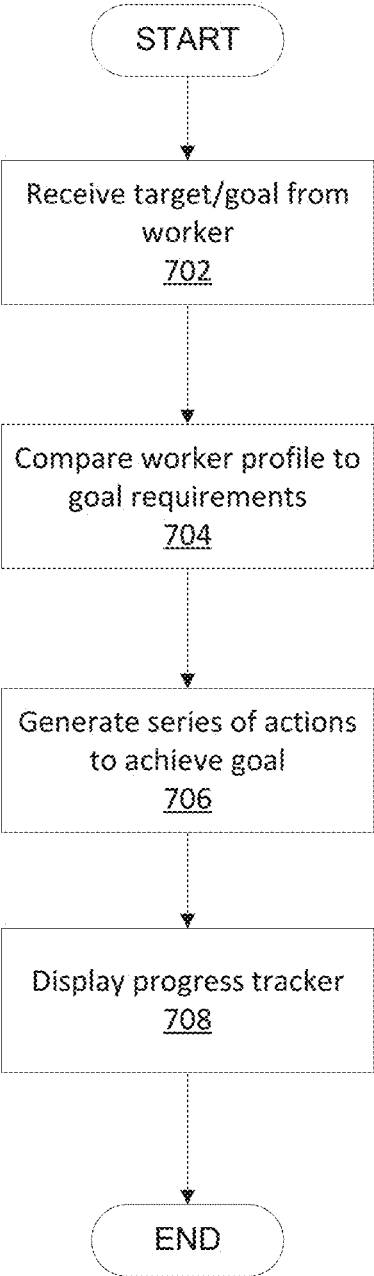 START
Receive target/goal from
worker
702
Compare worker profile to
goal requirements
704
Generate series of actions
to achieve goal
706
Display progress tracker
708
END